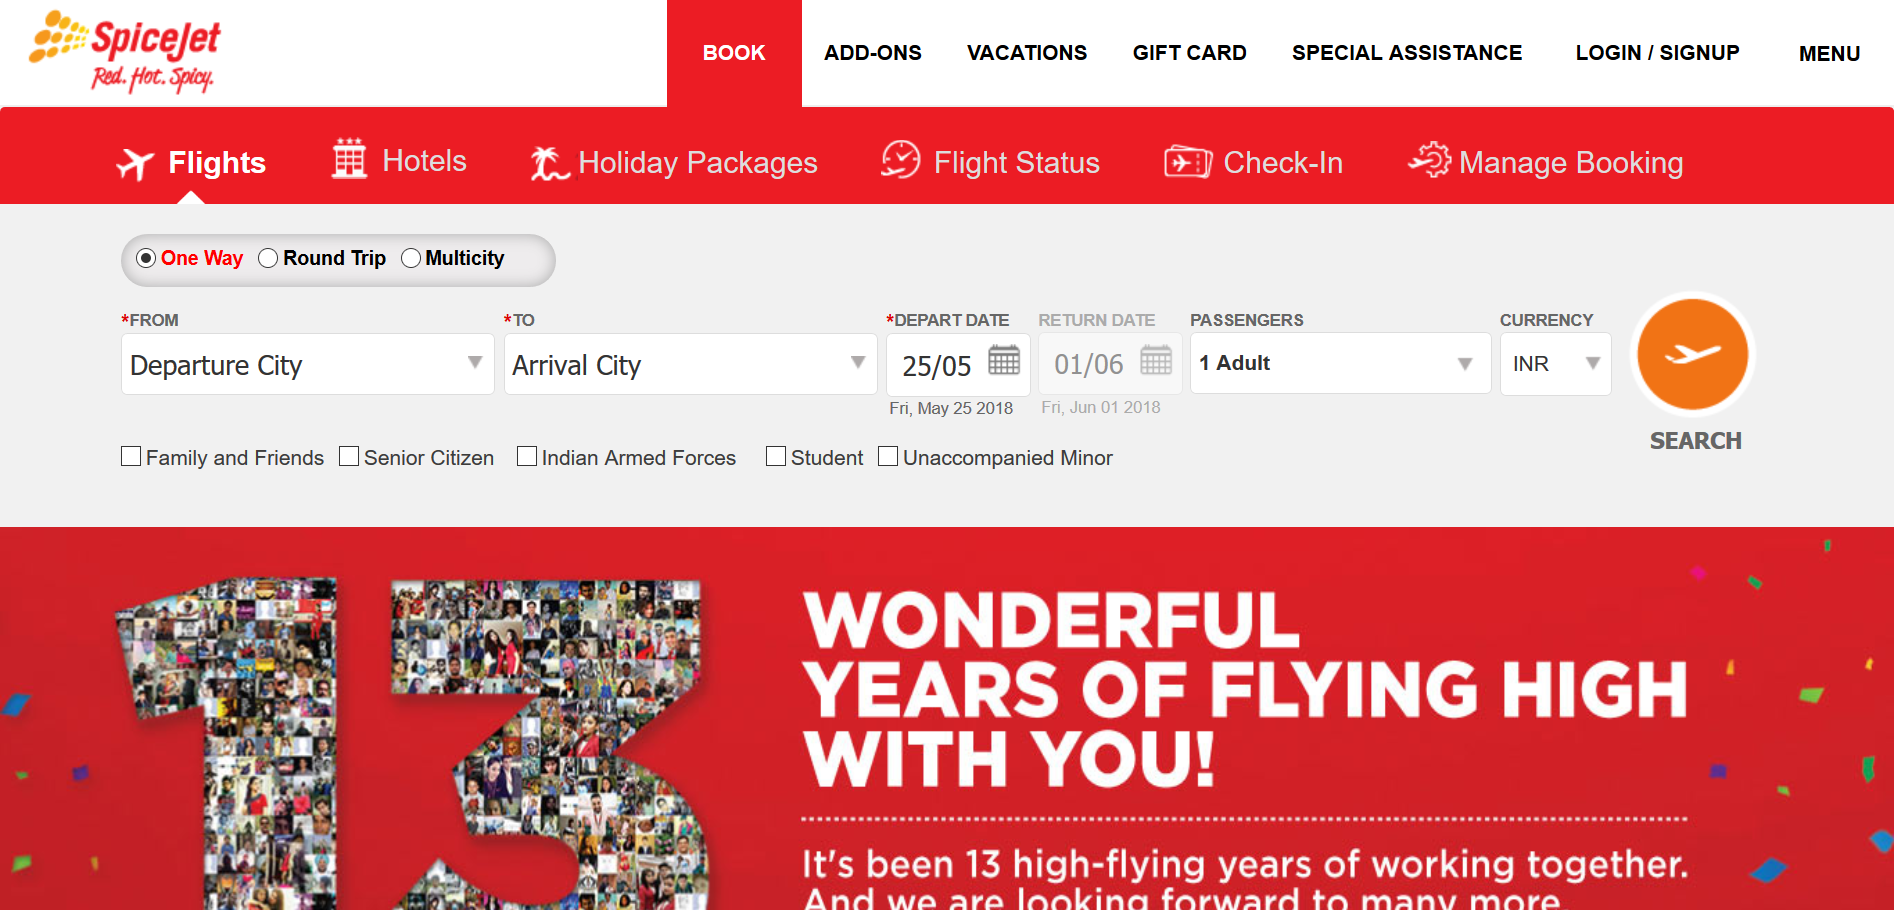 SpiceJet
Red. Hot. Spicy.
BOOK ADD-ONS VACATIONS GIFT CARD SPECIAL ASSISTANCE LOGIN / SIGNUP MENU
Flights Hotels Holiday Packages Flight Status Check-In Manage Booking
One Way Round Trip Multicity
*FROM *TO *DEPART DATE RETURN DATE PASSENGERS CURRENCY
Departure City Arrival City 25/05 01/06 1 Adult INR
Fri, May 25 2018 Fri, Jun 01 2018
SEARCH
Family and Friends Senior Citizen Indian Armed Forces Student Unaccompanied Minor
13
WONDERFUL
YEARS OF FLYING HIGH
WITH YOU!
It's been 13 high-flying years of working together.
And we are looking forward to many more